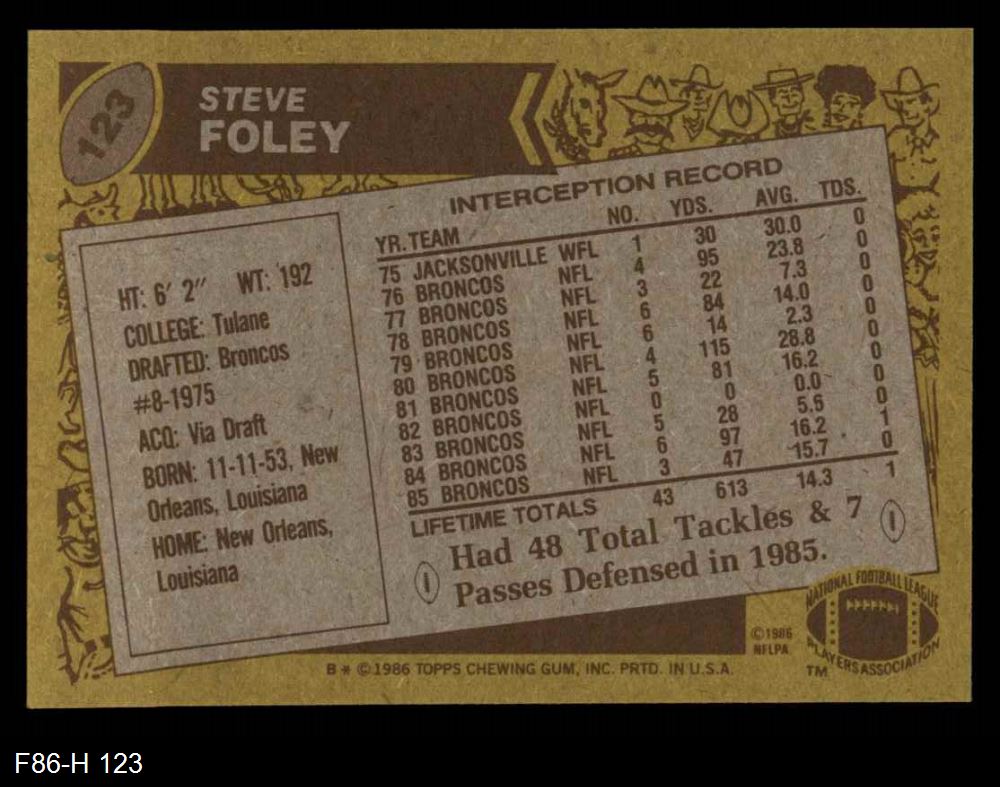 123
STEVE
FOLEY
HT: 6' 2" WT: 192
COLLEGE: Tulane
DRAFTED: Broncos
#8-1975
ACQ: Via Draft
BORN: 11-11-53, New
Orleans, Louisiana
HOME: New Orleans,
Louisiana
INTERCEPTION RECORD
YR. TEAM NO. YDS. AVG. TDS.
75 JACKSONVILLE WFL 1 30 30.0 0
76 BRONCOS NFL 4 95 23.8 0
77 BRONCOS NFL 3 22 7.3 0
78 BRONCOS NFL 6 84 14.0 0
79 BRONCOS NFL 6 14 2.3 0
80 BRONCOS NFL 4 115 28.8 0
81 BRONCOS NFL 5 81 16.2 0
82 BRONCOS NFL 0 0 0.0 0
83 BRONCOS NFL 5 28 5.6 0
84 BRONCOS NFL 6 97 16.2 1
85 BRONCOS NFL 3 47 15.7 0
LIFETIME TOTALS 43 613 14.3 1
Had 48 Total Tackles & 7
Passes Defensed in 1985.
©1986
NFLPA
NATIONAL FOOTBALL LEAGUE
PLAYERS ASSOCIATION
TM
B * © 1986 TOPPS CHEWING GUM, INC. PRTD. IN U.S.A.
F86-H 123